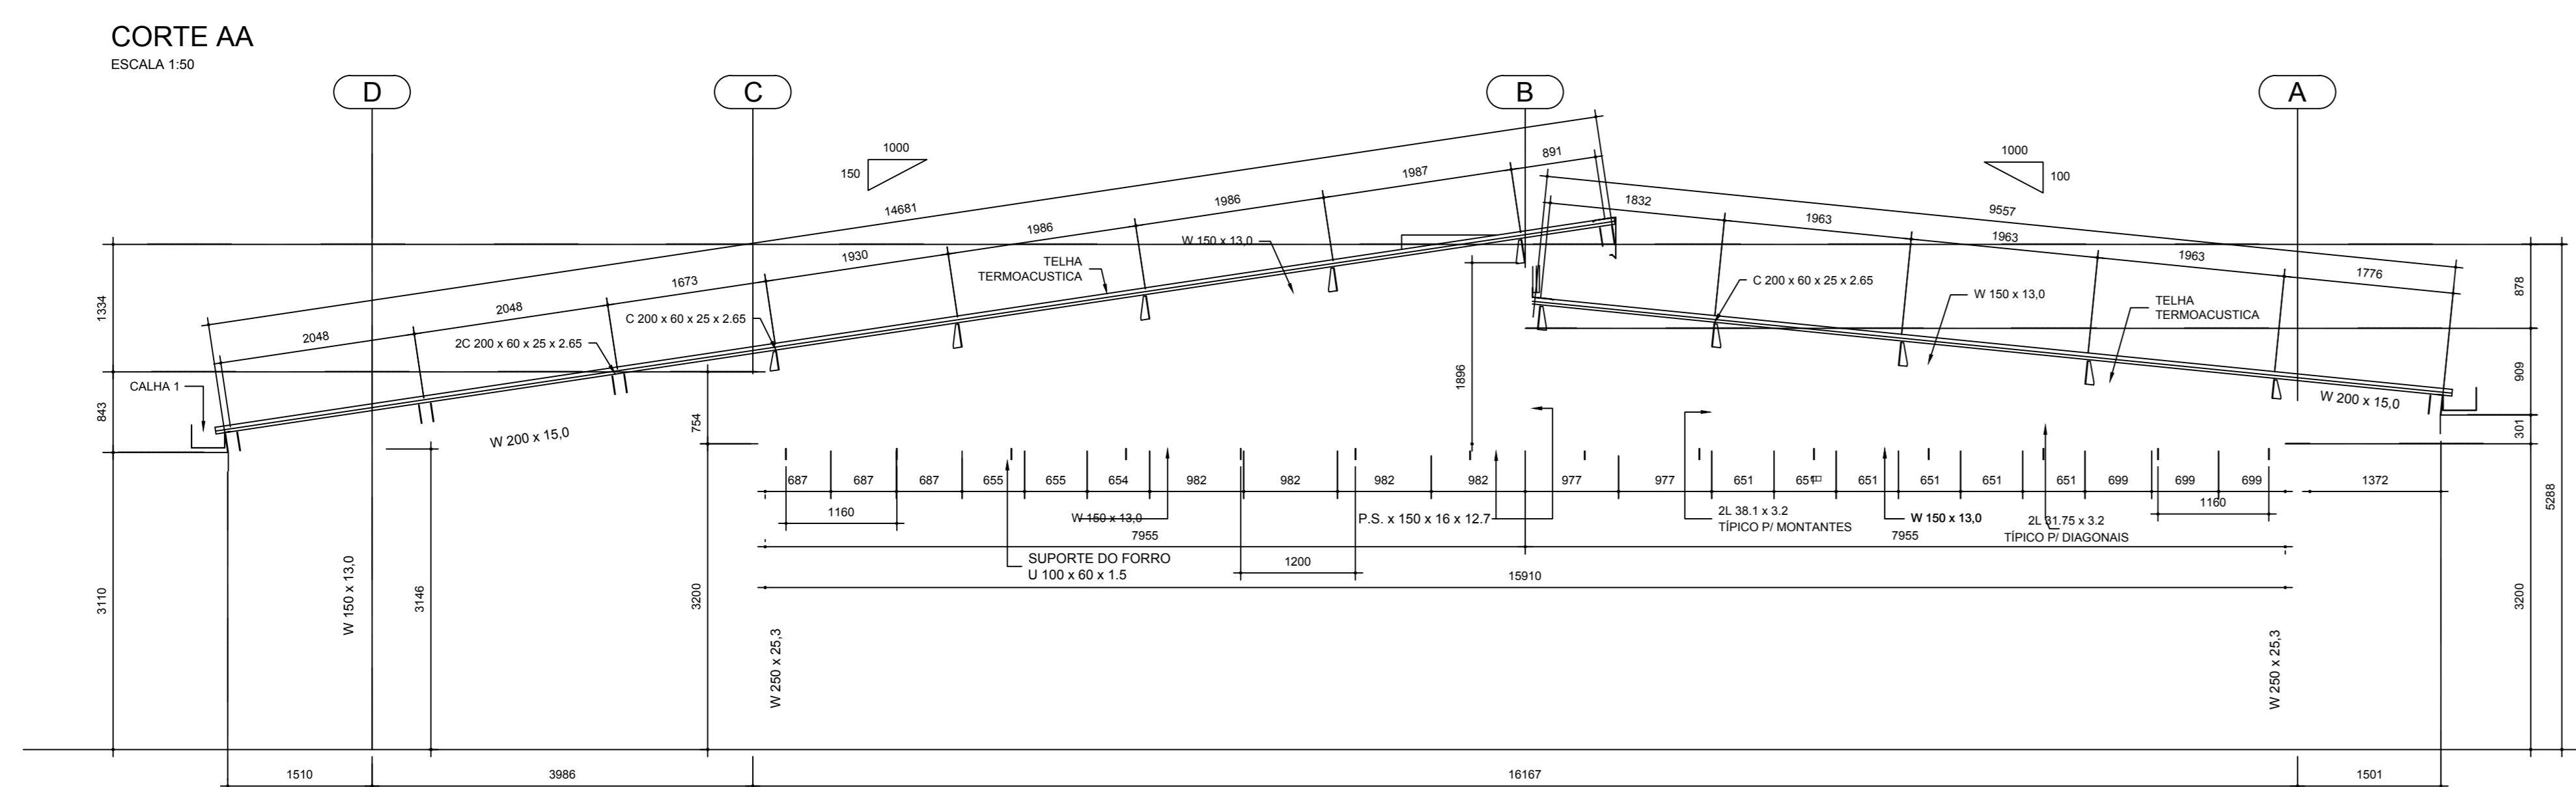 CORTE AA
ESCALA 1:50
D
C
B
A
1000
150
1000
100
14681
891
1987
1986
1986
1930
1673
2048
2048
1832
9557
1963
1963
1963
1776
W 150 x 13,0
TELHA
TERMOACUSTICA
C 200 x 60 x 25 x 2.65
2C 200 x 60 x 25 x 2.65
CALHA 1
W 200 x 15,0
C 200 x 60 x 25 x 2.65
W 150 x 13,0
TELHA
TERMOACUSTICA
W 200 x 15,0
1334
843
3110
754
1896
878
909
301
3200
5288
687
687
687
655
655
654
982
982
982
982
977
977
651
651
651
651
651
651
699
699
699
1372
1160
W 150 x 13,0
P.S. x 150 x 16 x 12.7
2L 38.1 x 3.2
TÍPICO P/ MONTANTES
W 150 x 13,0
2L 31.75 x 3.2
TÍPICO P/ DIAGONAIS
1160
7955
7955
SUPORTE DO FORRO
U 100 x 60 x 1.5
1200
15910
W 150 x 13,0
3146
3200
W 250 x 25,3
W 250 x 25,3
1510
3986
16167
1501